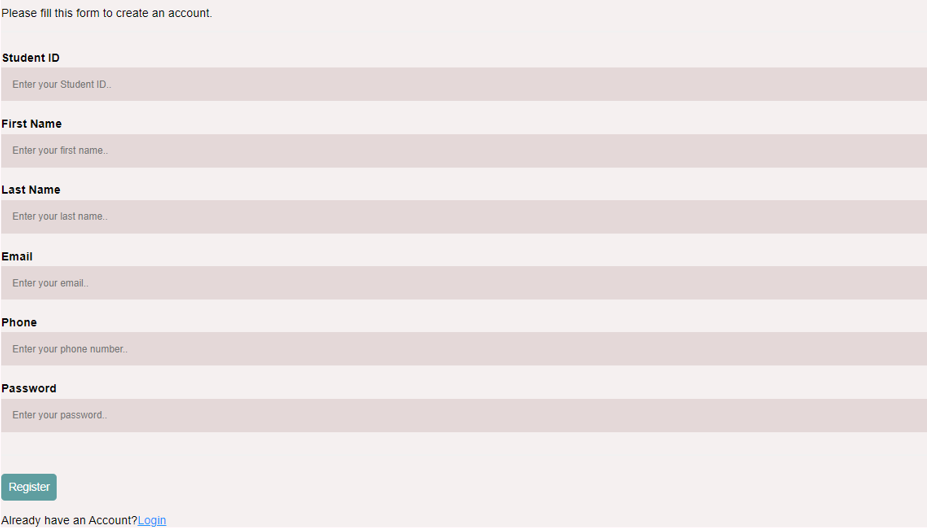 Please fill this form to create an account.
Student ID
Enter your Student ID..
First Name
Enter your first name..
Last Name
Enter your last name..
Email
Enter your email..
Phone
Enter your phone number..
Password
Enter your password..
Register
Already have an Account?Login